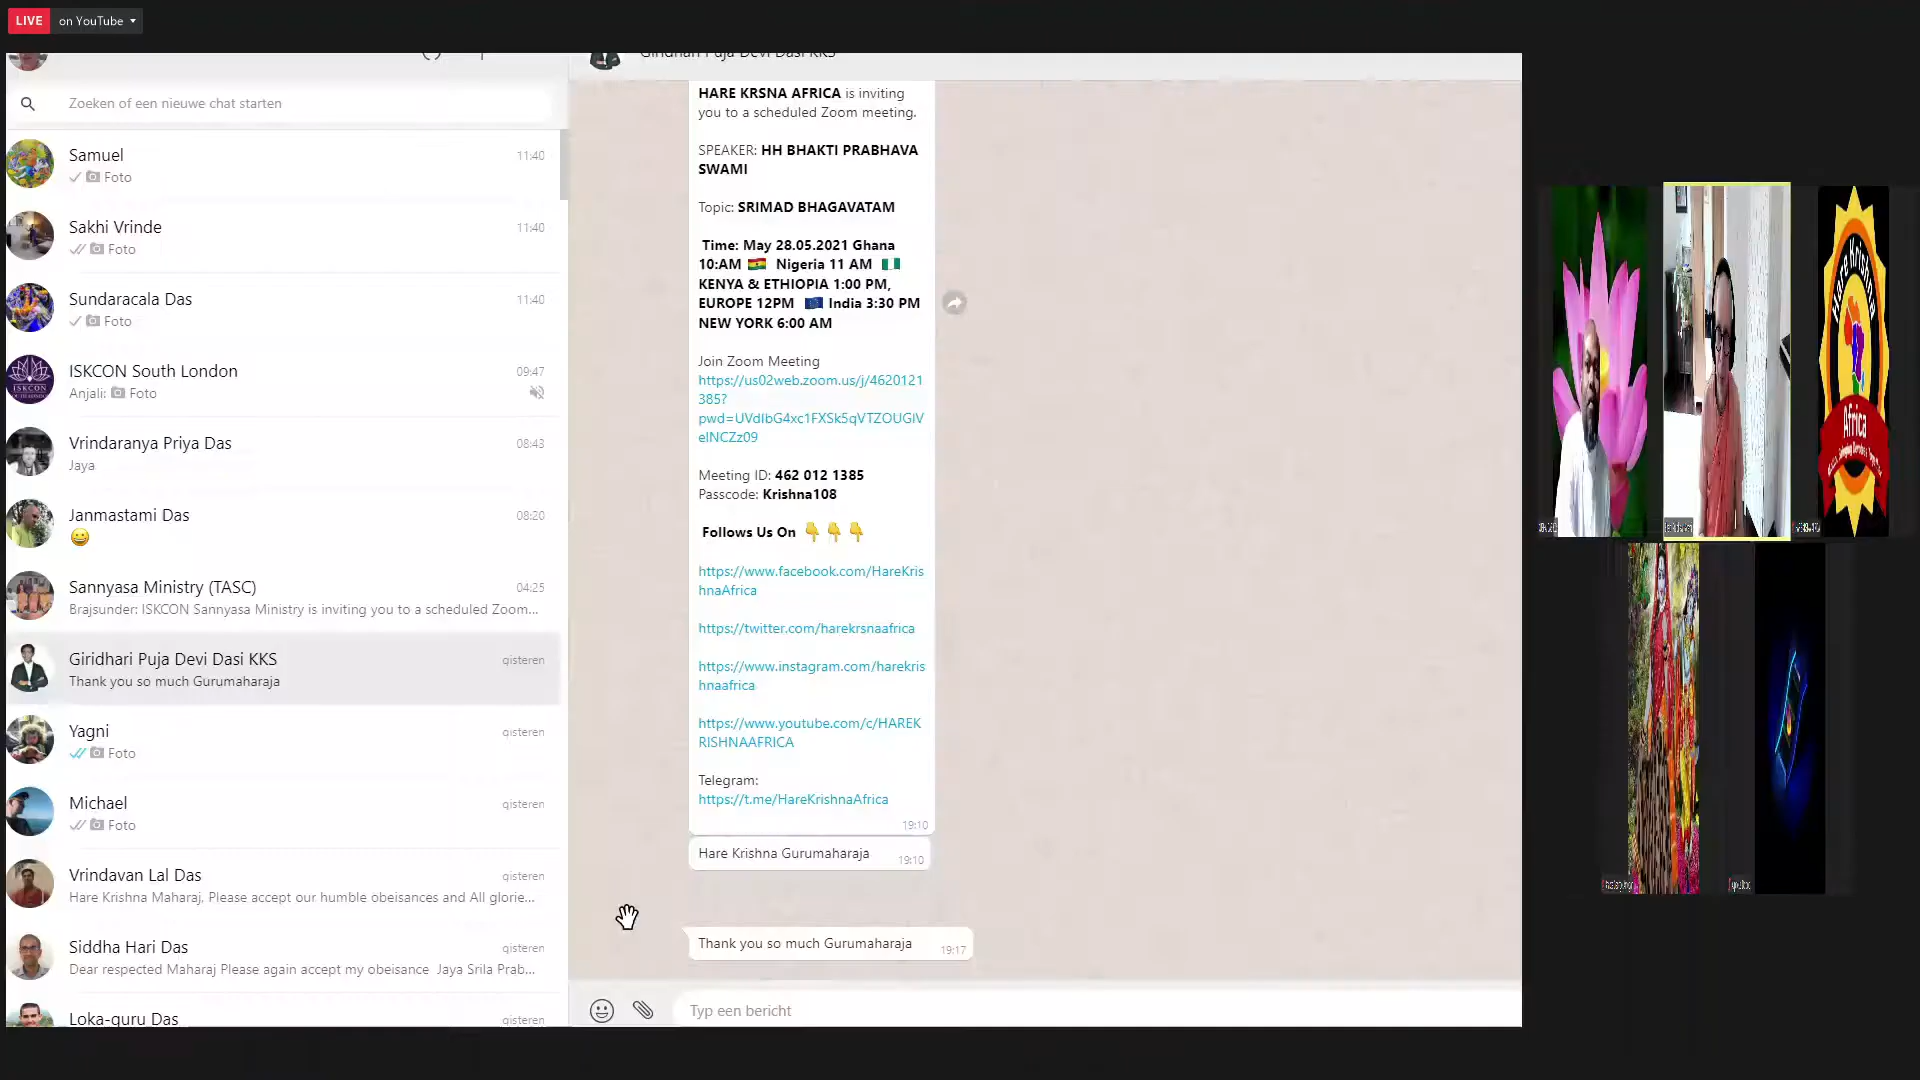 LIVE on YouTube
Giridhari Puja Devi Dasi KKS
Zoeken of een nieuwe chat starten
Samuel 11:40
Foto
Sakhi Vrinde 11:40
Foto
Sundaracala Das 11:40
Foto
ISKCON South London 09:47
Anjali: Foto
Vrindaranya Priya Das 08:43
Jaya
Janmastami Das 08:20
😀
Sannyasa Ministry (TASC) 04:25
Brajsunder: ISKCON Sannyasa Ministry is inviting you to a scheduled Zoom...
Giridhari Puja Devi Dasi KKS gisteren
Thank you so much Gurumaharaja
Yagni gisteren
Foto
Michael gisteren
Foto
Vrindavan Lal Das gisteren
Hare Krishna Maharaj, Please accept our humble obeisances and All glorie...
Siddha Hari Das gisteren
Dear respected Maharaj Please again accept my obeisance Jaya Srila Prab...
Loka-guru Das gisteren
HARE KRSNA AFRICA is inviting
you to a scheduled Zoom meeting.
SPEAKER: HH BHAKTI PRABHAVA
SWAMI
Topic: SRIMAD BHAGAVATAM
Time: May 28.05.2021 Ghana
10:AM 🇬🇭 Nigeria 11 AM 🇳🇬
KENYA & ETHIOPIA 1:00 PM,
EUROPE 12PM 🇪🇺 India 3:30 PM
NEW YORK 6:00 AM
Join Zoom Meeting
https://us02web.zoom.us/j/4620121
385?
pwd=UVdIbG4xc1FXSk5qVTZOUGlV
elNCZz09
Meeting ID: 462 012 1385
Passcode: Krishna108
Follows Us On 👇👇👇
https://www.facebook.com/HareKris
hnaAfrica
https://twitter.com/harekrsnaafrica
https://www.instagram.com/harekris
hnaafrica
https://www.youtube.com/c/HAREK
RISHNAAFRICA
Telegram:
https://t.me/HareKrishnaAfrica
19:10
Hare Krishna Gurumaharaja 19:10
Thank you so much Gurumaharaja 19:17
Typ een bericht
Hare Krishna
Africa